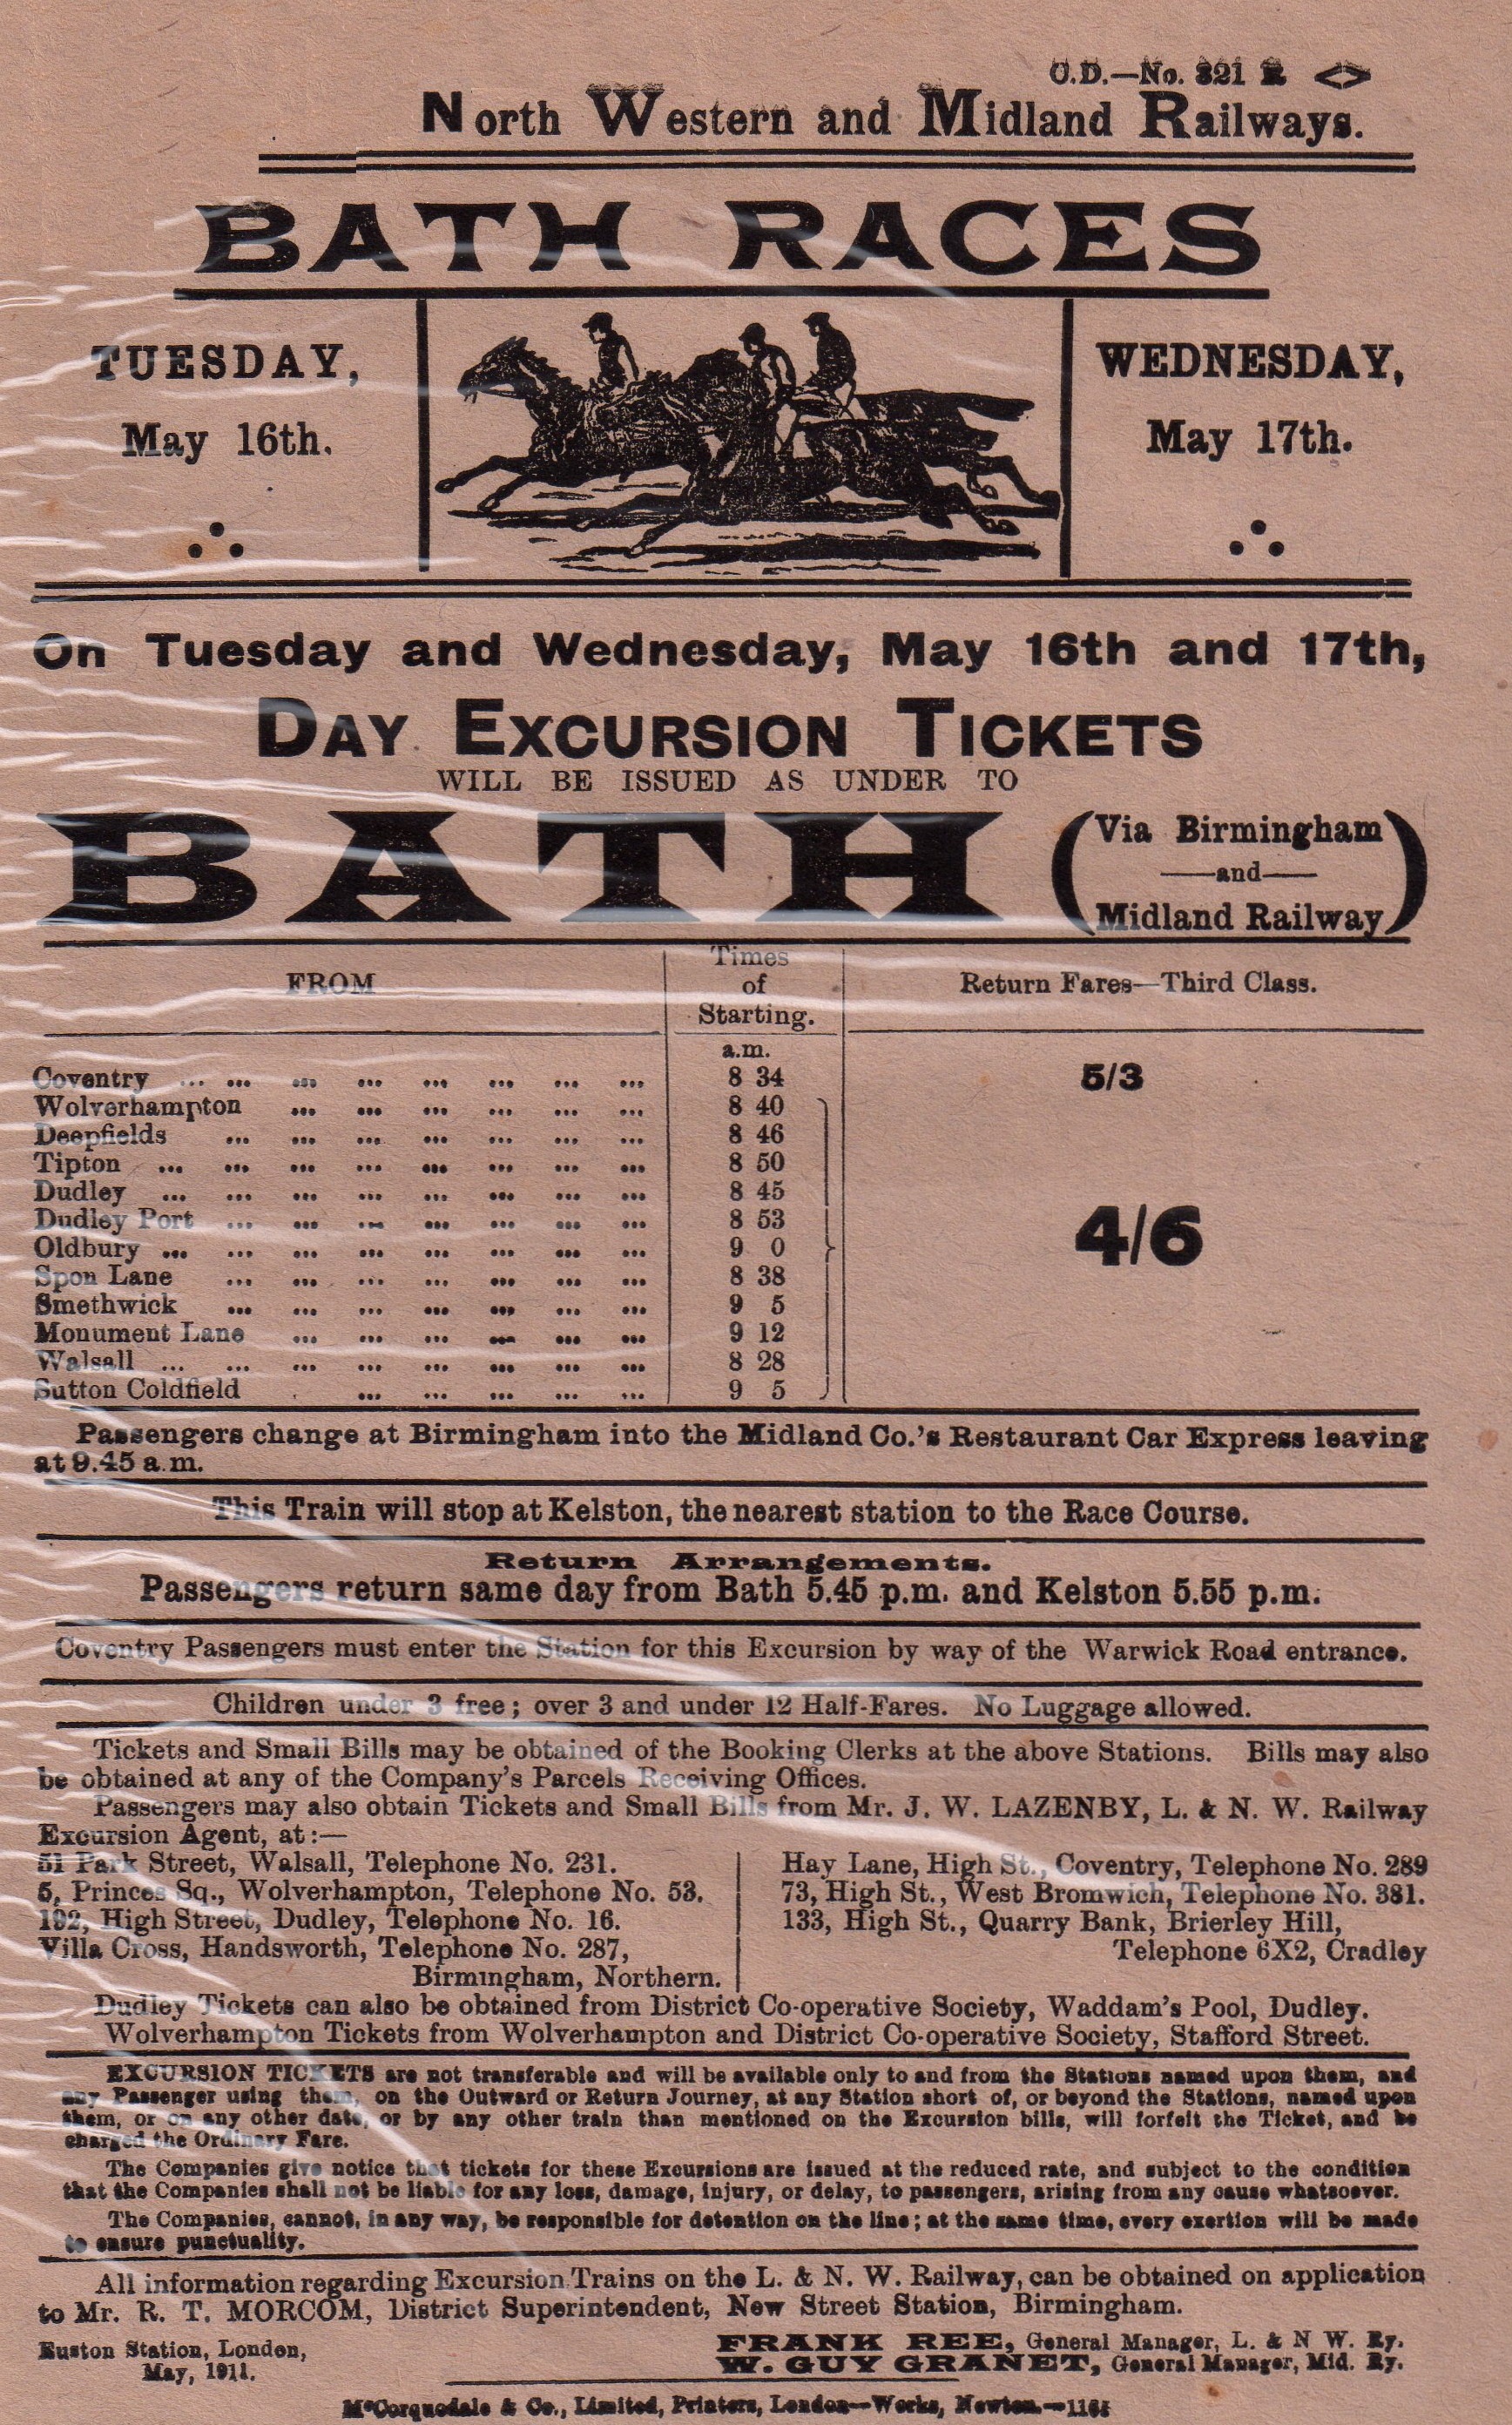 O.D.—No. 321 R <>
North Western and Midland Railways.
BATH RACES
TUESDAY,
May 16th.
WEDNESDAY,
May 17th.
On Tuesday and Wednesday, May 16th and 17th,
DAY EXCURSION TICKETS
WILL BE ISSUED AS UNDER TO
BATH (Via Birmingham
—and—
Midland Railway)
FROM
Times
of
Starting.
Return Fares—Third Class.
a.m.
Coventry ... ... ... ... ... ... ... ... 8 34 5/3
Wolverhampton ... ... ... ... ... ... 8 40
Deepfields ... ... ... ... ... ... ... 8 46
Tipton ... ... ... ... ... ... ... ... 8 50
Dudley ... ... ... ... ... ... ... ... 8 45
Dudley Port ... ... ... ... ... ... ... 8 53
Oldbury ... ... ... ... ... ... ... ... 9 0 4/6
Spon Lane ... ... ... ... ... ... ... 8 38
Smethwick ... ... ... ... ... ... ... 9 5
Monument Lane ... ... ... ... ... ... 9 12
Walsall ... ... ... ... ... ... ... ... 8 28
Sutton Coldfield . ... ... ... ... ... 9 5
Passengers change at Birmingham into the Midland Co.'s Restaurant Car Express leaving
at 9.45 a.m.
This Train will stop at Kelston, the nearest station to the Race Course.
Return Arrangements.
Passengers return same day from Bath 5.45 p.m. and Kelston 5.55 p.m.
Coventry Passengers must enter the Station for this Excursion by way of the Warwick Road entrance.
Children under 3 free; over 3 and under 12 Half-Fares. No Luggage allowed.
Tickets and Small Bills may be obtained of the Booking Clerks at the above Stations. Bills may also
be obtained at any of the Company's Parcels Receiving Offices.
Passengers may also obtain Tickets and Small Bills from Mr. J. W. LAZENBY, L. & N. W. Railway
Excursion Agent, at:—
51 Park Street, Walsall, Telephone No. 231.
5, Princes Sq., Wolverhampton, Telephone No. 53.
192, High Street, Dudley, Telephone No. 16.
Villa Cross, Handsworth, Telephone No. 287,
Birmingham, Northern.
Hay Lane, High St., Coventry, Telephone No. 289
73, High St., West Bromwich, Telephone No. 381.
133, High St., Quarry Bank, Brierley Hill,
Telephone 6X2, Cradley
Dudley Tickets can also be obtained from District Co-operative Society, Waddam's Pool, Dudley.
Wolverhampton Tickets from Wolverhampton and District Co-operative Society, Stafford Street.
EXCURSION TICKETS are not transferable and will be available only to and from the Stations named upon them, and
any Passenger using them, on the Outward or Return Journey, at any Station short of, or beyond the Stations, named upon
them, or on any other date, or by any other train than mentioned on the Excursion bills, will forfeit the Ticket, and be
charged the Ordinary Fare.
The Companies give notice that tickets for these Excursions are issued at the reduced rate, and subject to the condition
that the Companies shall not be liable for any loss, damage, injury, or delay, to passengers, arising from any cause whatsoever.
The Companies, cannot, in any way, be responsible for detention on the line; at the same time, every exertion will be made
to ensure punctuality.
All information regarding Excursion Trains on the L. & N. W. Railway, can be obtained on application
to Mr. R. T. MORCOM, District Superintendent, New Street Station, Birmingham.
Euston Station, London,
May, 1911.
FRANK REE, General Manager, L. & N W. Ry.
W. GUY GRANET, General Manager, Mid. Ry.
McCorquodale & Co., Limited, Printers, London—Works, Newton.—